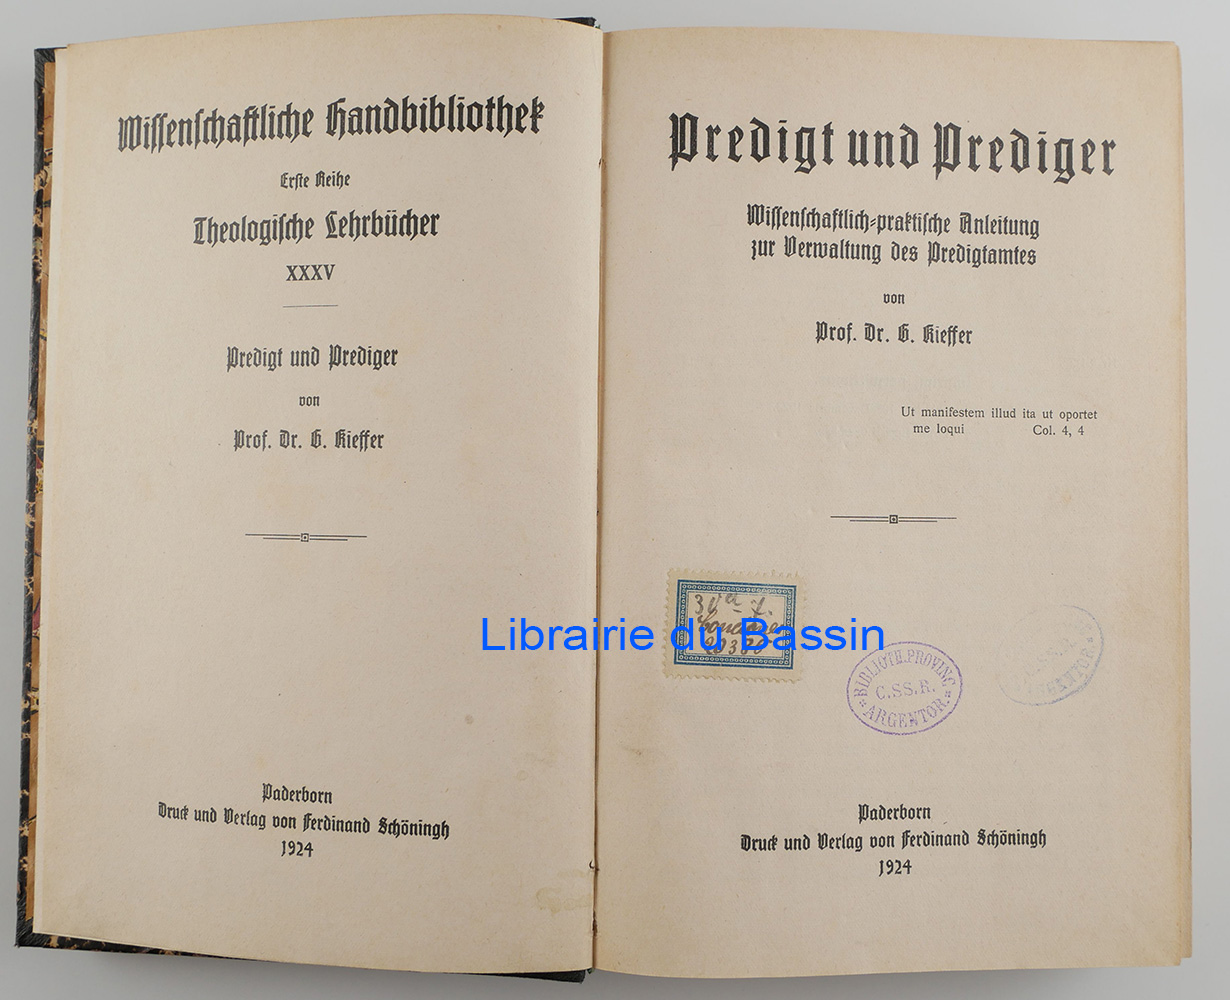 Wissenschaftliche Handbibliothek
Erste Reihe
Theologische Lehrbücher
XXXV
Predigt und Prediger
von
Prof. Dr. G. Kieffer
Paderborn
Druck und Verlag von Ferdinand Schöningh
1924
Predigt und Prediger
Wissenschaftlich-praktische Anleitung
zur Verwaltung des Predigtamtes
von
Prof. Dr. G. Kieffer
Ut manifestem illud ita ut oportet
me loqui Col. 4, 4
Librairie du Bassin
BIBLIOTH. PROVINC
C.SS.R.
ARGENTOR.
Paderborn
Druck und Verlag von Ferdinand Schöningh
1924